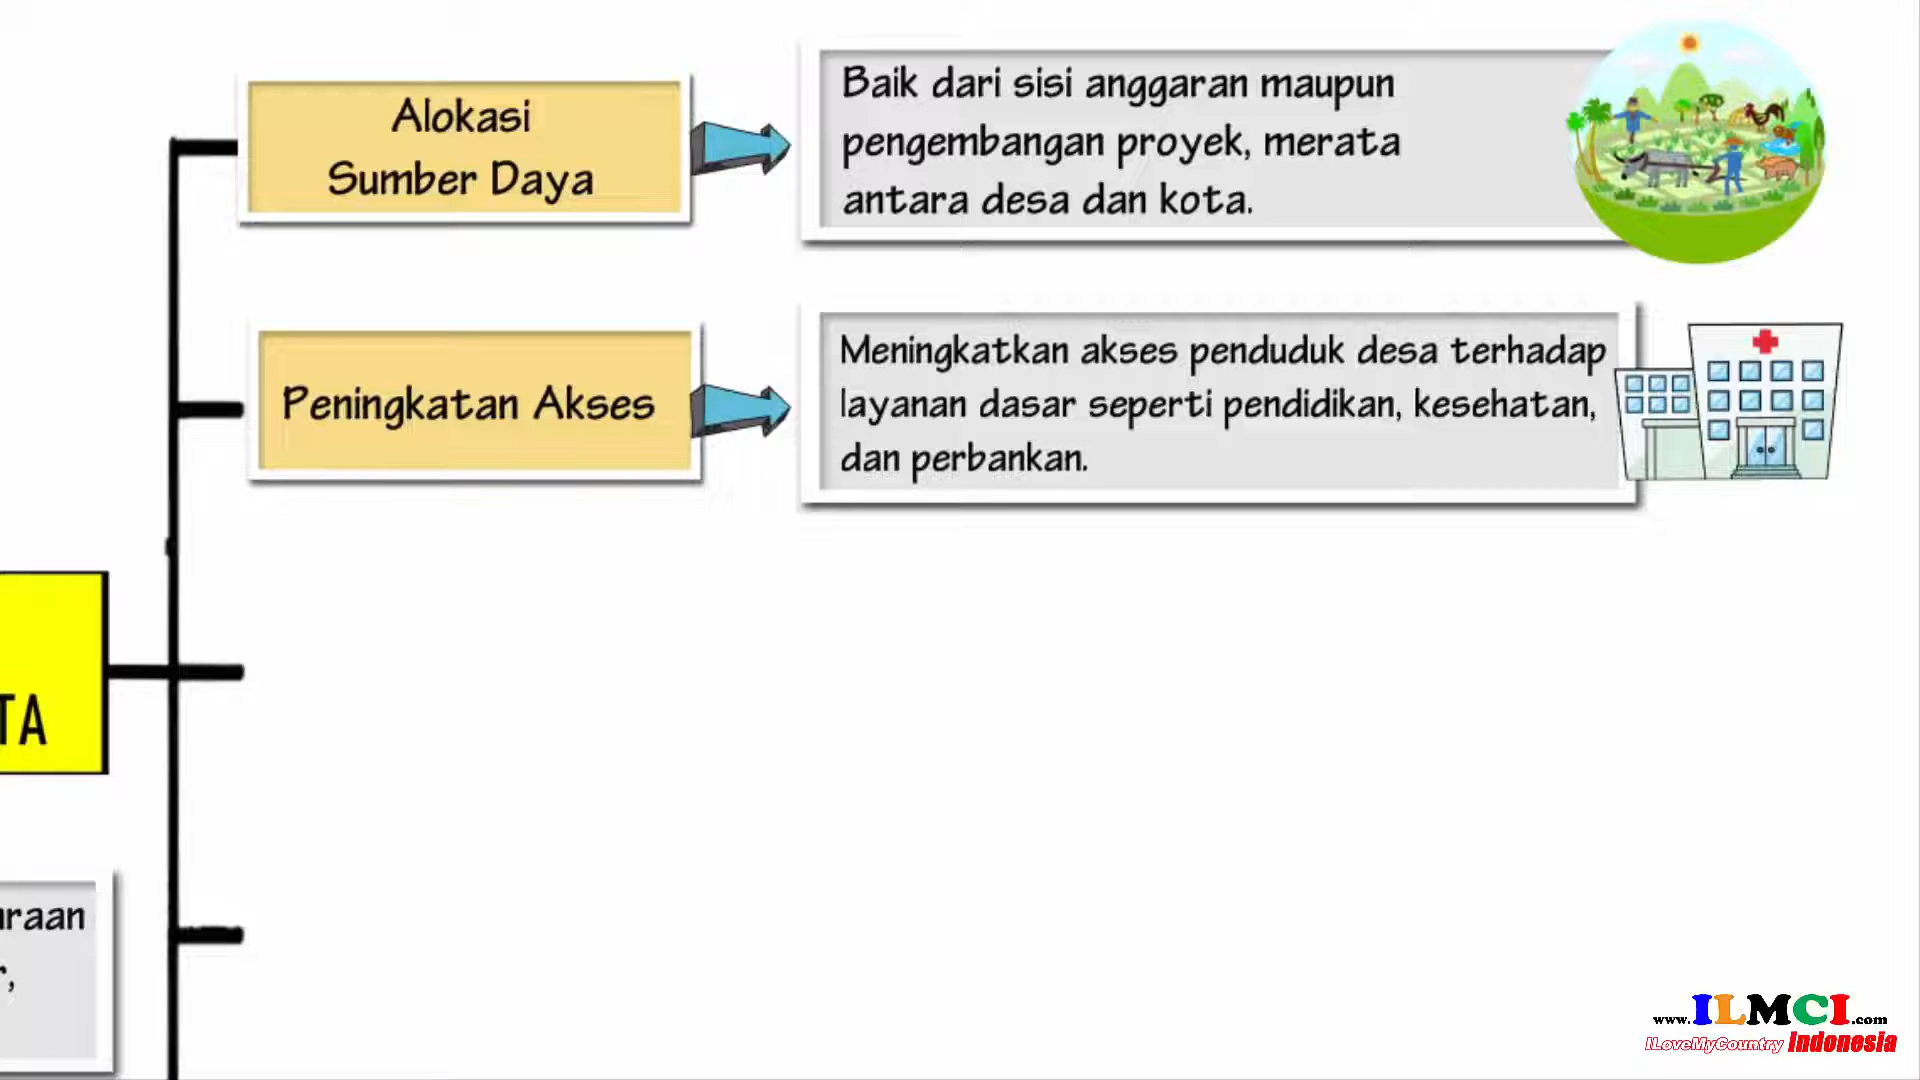 Alokasi
Sumber Daya
Baik dari sisi anggaran maupun
pengembangan proyek, merata
antara desa dan kota.
Peningkatan Akses
Meningkatkan akses penduduk desa terhadap
layanan dasar seperti pendidikan, kesehatan,
dan perbankan.
TA
raan
r,
www.ILMCI.com
ILoveMyCountry Indonesia